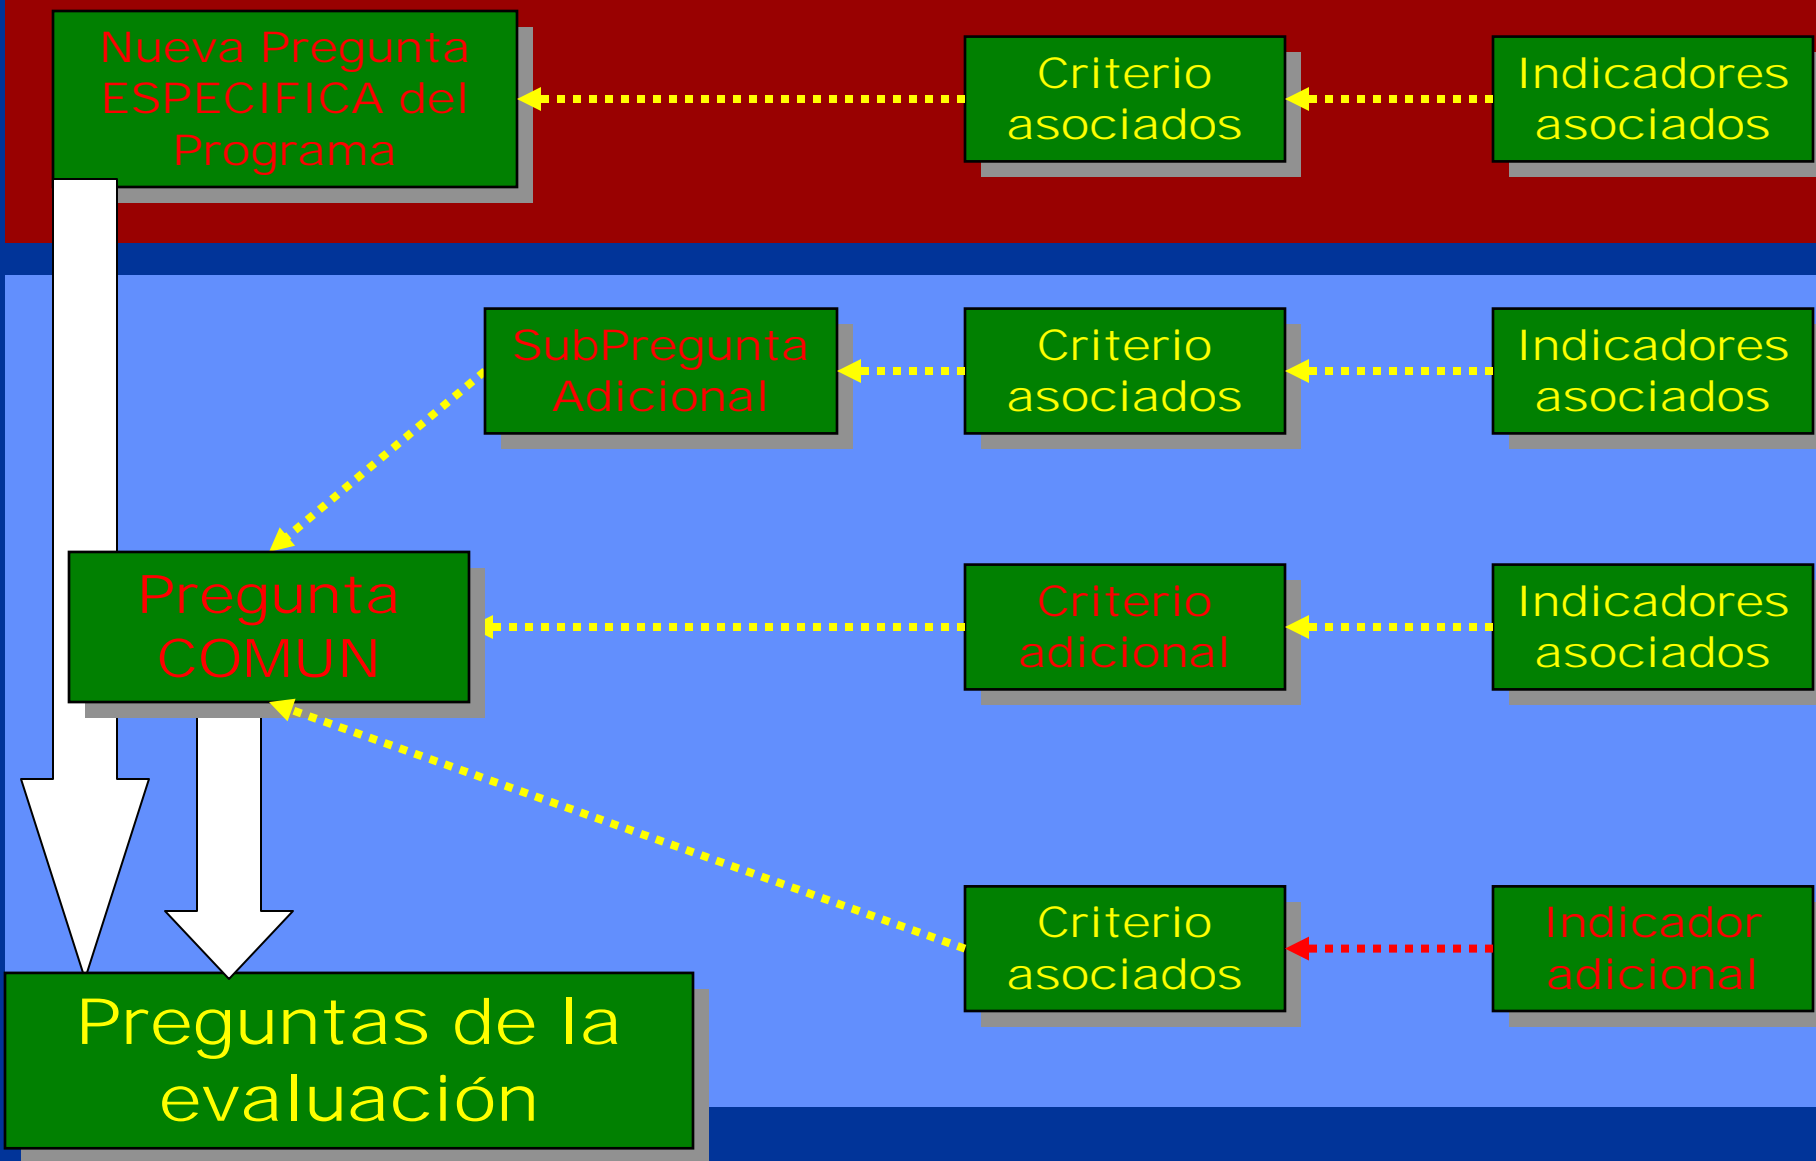 Nueva Pregunta
ESPECIFICA del
Programa
Criterio
asociados
Indicadores
asociados
SubPregunta
Adicional
Criterio
asociados
Indicadores
asociados
Pregunta
COMUN
Criterio
adicional
Indicadores
asociados
Criterio
asociados
Indicador
adicional
Preguntas de la
evaluación